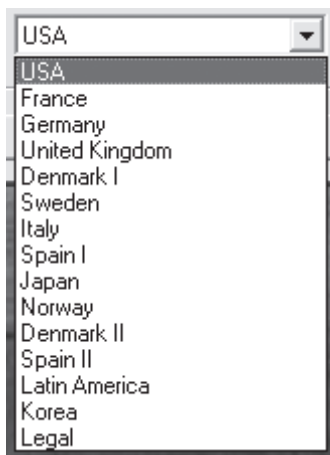 USA
USA
France
Germany
United Kingdom
Denmark I
Sweden
Italy
Spain I
Japan
Norway
Denmark II
Spain II
Latin America
Korea
Legal